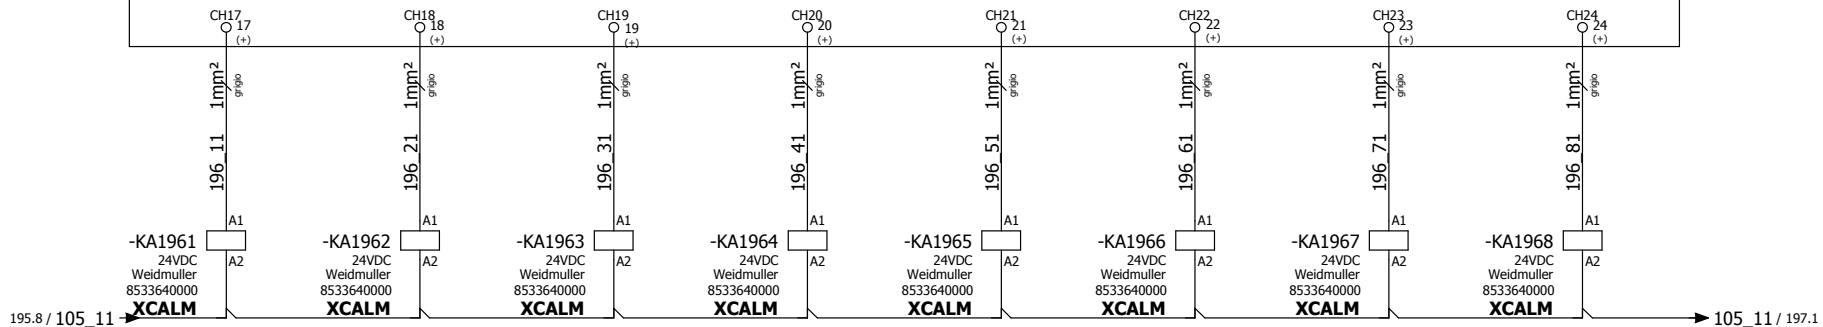 CH17 CH18 CH19 CH20 CH21 CH22 CH23 CH24
17 18 19 20 21 22 23 24
(+) (+) (+) (+) (+) (+) (+) (+)
1mm² 1mm² 1mm² 1mm² 1mm² 1mm² 1mm² 1mm²
grigio grigio grigio grigio grigio grigio grigio grigio
196_11 196_21 196_31 196_41 196_51 196_61 196_71 196_81
A1 A1 A1 A1 A1 A1 A1 A1
-KA1961 -KA1962 -KA1963 -KA1964 -KA1965 -KA1966 -KA1967 -KA1968
24VDC A2 24VDC A2 24VDC A2 24VDC A2 24VDC A2 24VDC A2 24VDC A2 24VDC A2
Weidmuller Weidmuller Weidmuller Weidmuller Weidmuller Weidmuller Weidmuller Weidmuller
8533640000 8533640000 8533640000 8533640000 8533640000 8533640000 8533640000 8533640000
XCALM XCALM XCALM XCALM XCALM XCALM XCALM XCALM
195.8 / 105_11 105_11 / 197.1